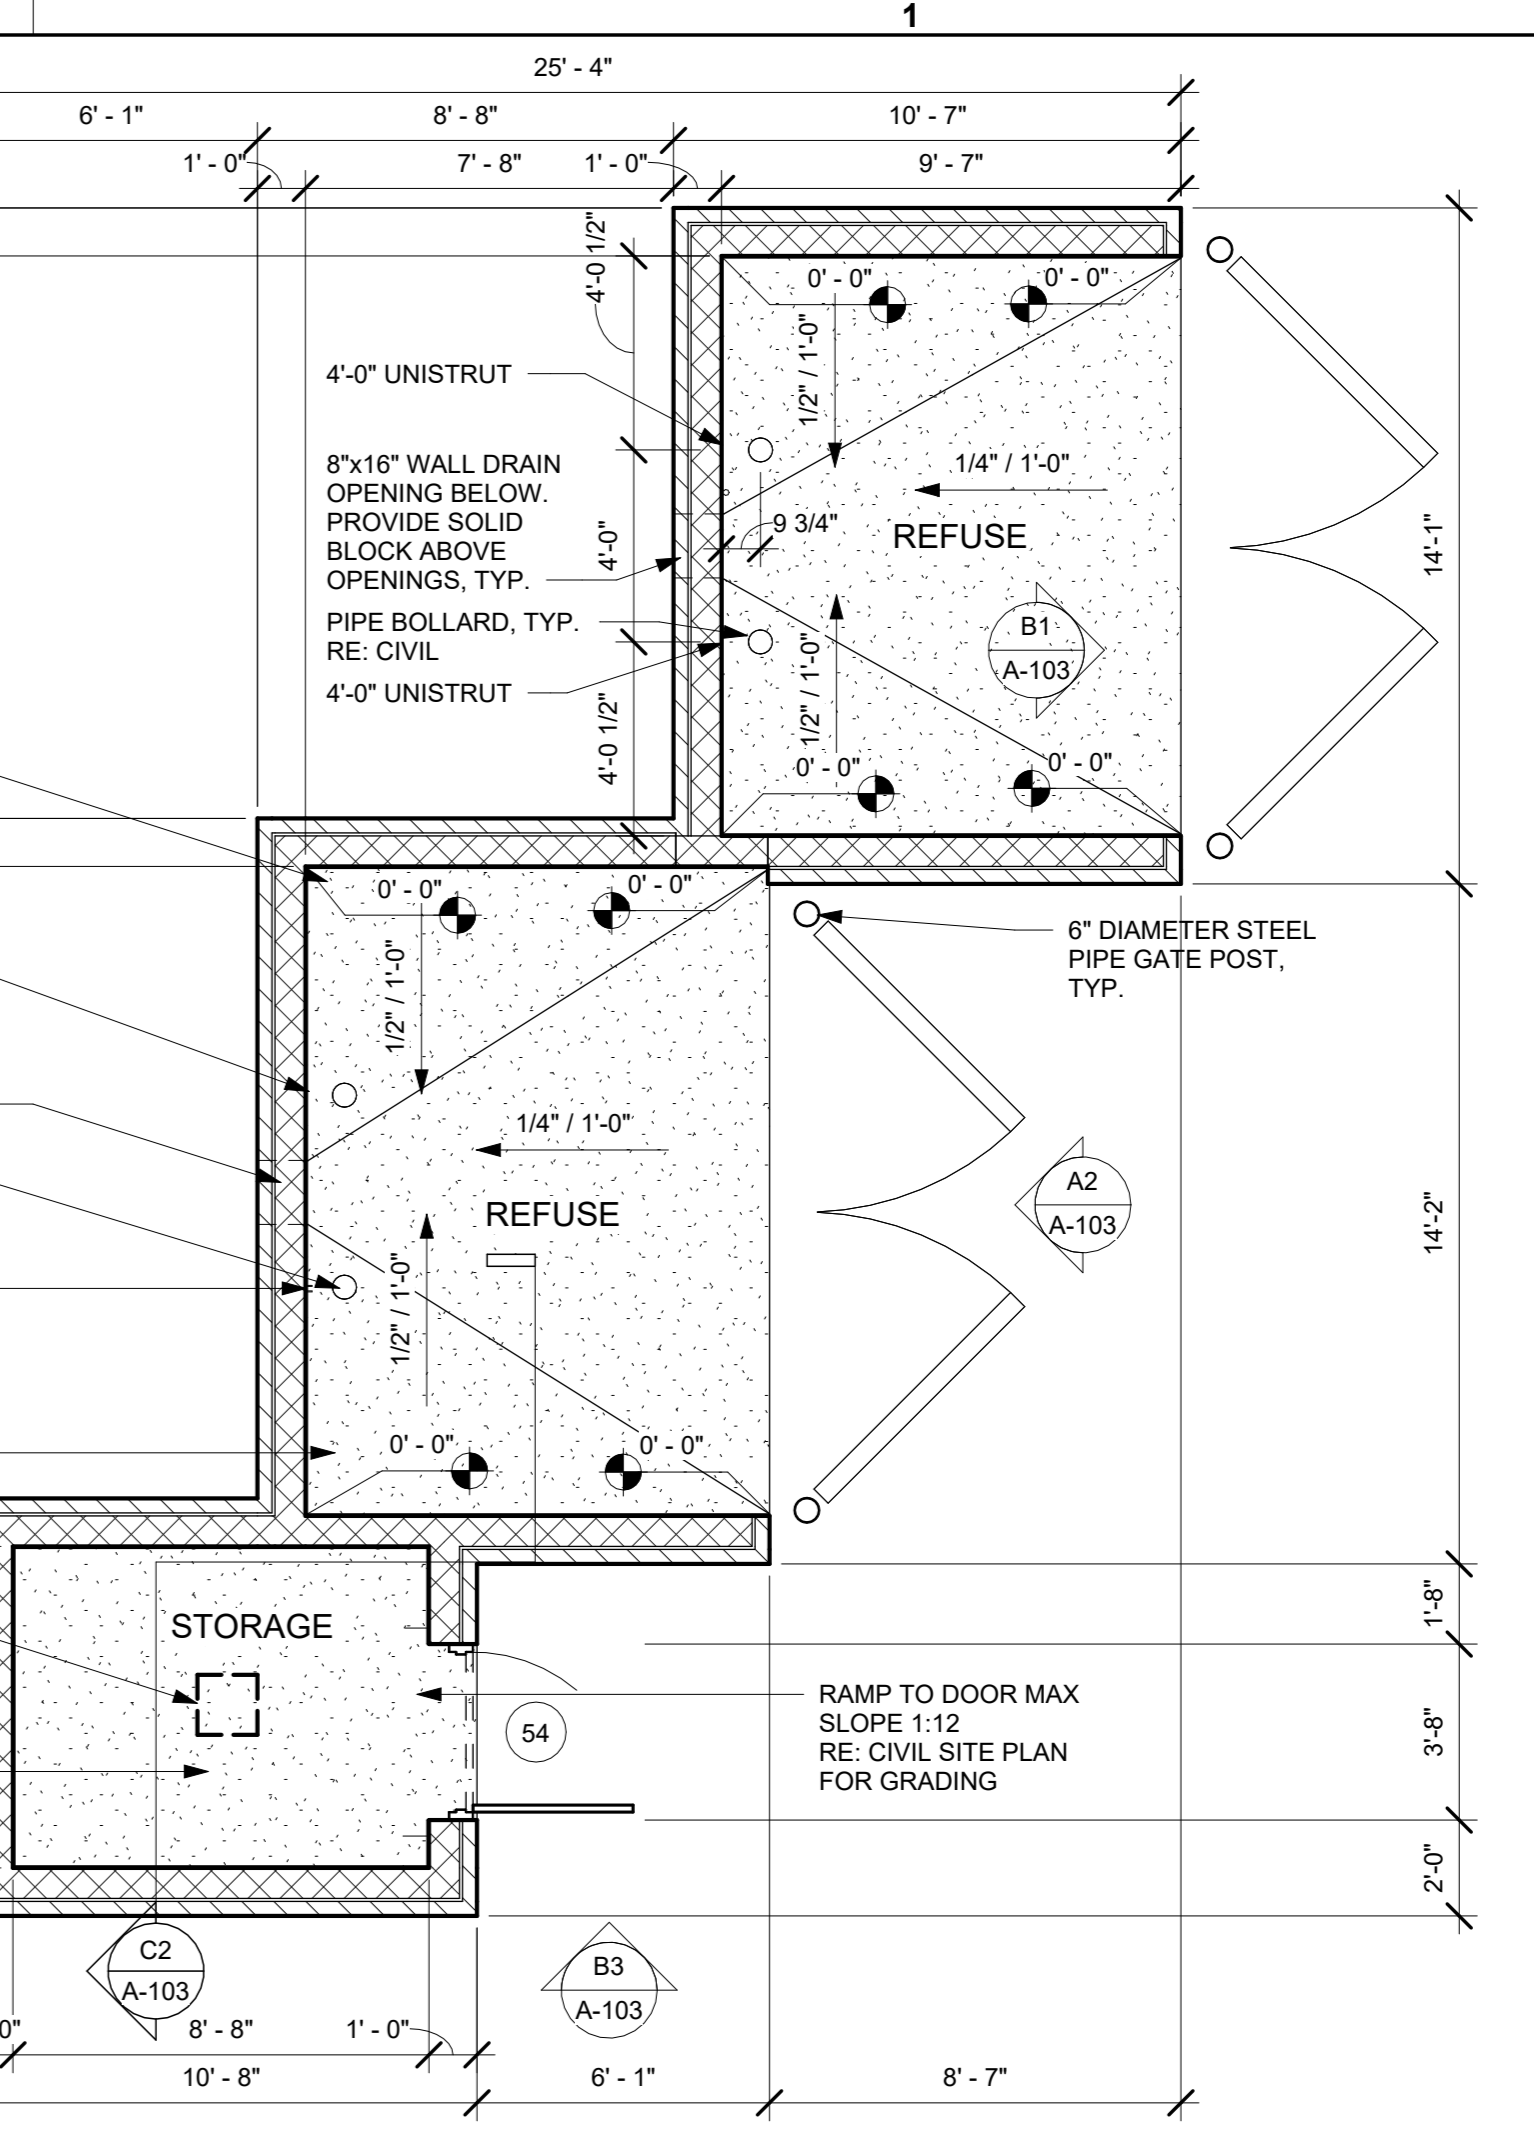 1
25' - 4"
6' - 1"
8' - 8"
10' - 7"
1' - 0"
7' - 8"
1' - 0"
9' - 7"
4'-0 1/2"
0' - 0"
0' - 0"
1/2" / 1'-0"
4'-0" UNISTRUT
8"x16" WALL DRAIN
OPENING BELOW.
PROVIDE SOLID
BLOCK ABOVE
OPENINGS, TYP.
4'-0"
9 3/4"
1/4" / 1'-0"
REFUSE
14'-1"
PIPE BOLLARD, TYP.
RE: CIVIL
4'-0" UNISTRUT
B1
A-103
1/2" / 1'-0"
4'-0 1/2"
0' - 0"
0' - 0"
0' - 0"
0' - 0"
6" DIAMETER STEEL
PIPE GATE POST,
TYP.
1/2" / 1'-0"
1/4" / 1'-0"
REFUSE
A2
A-103
14'-2"
1/2" / 1'-0"
0' - 0"
0' - 0"
STORAGE
1'-8"
54
RAMP TO DOOR MAX
SLOPE 1:12
RE: CIVIL SITE PLAN
FOR GRADING
3'-8"
2'-0"
C2
A-103
B3
A-103
0"
8' - 8"
1' - 0"
10' - 8"
6' - 1"
8' - 7"